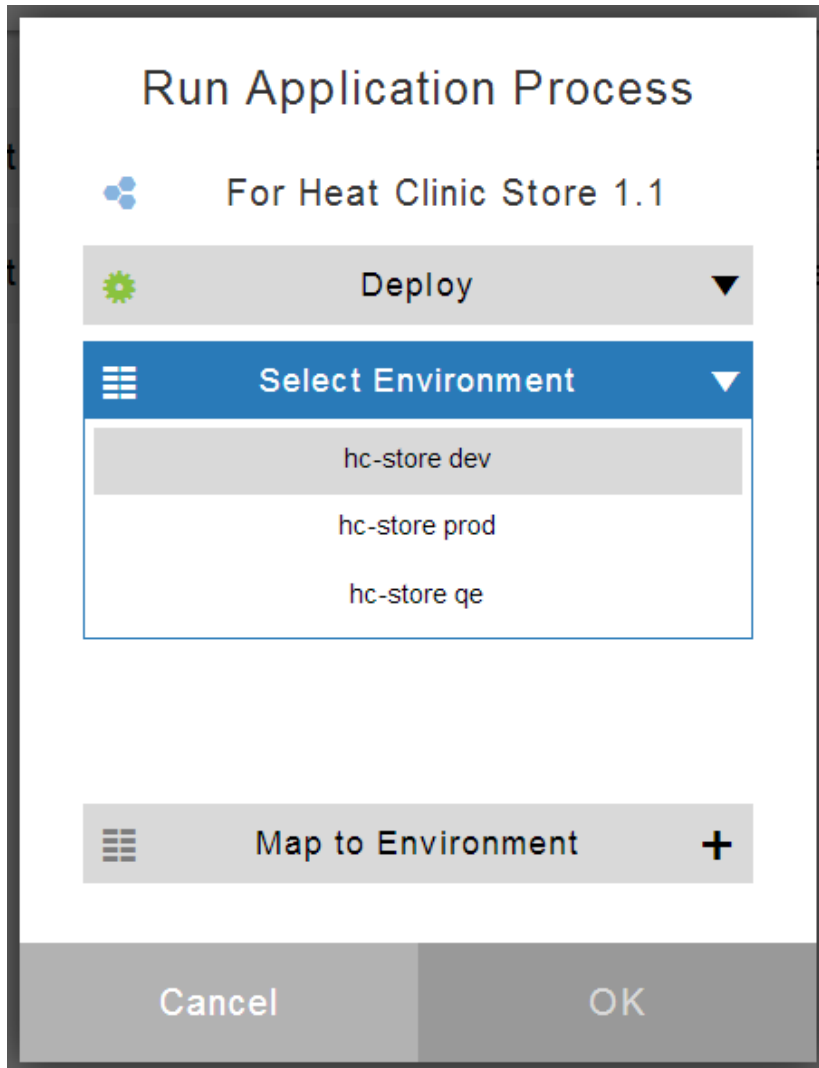 Run Application Process
For Heat Clinic Store 1.1
Deploy
Select Environment
hc-store dev
hc-store prod
hc-store qe
Map to Environment
Cancel
OK